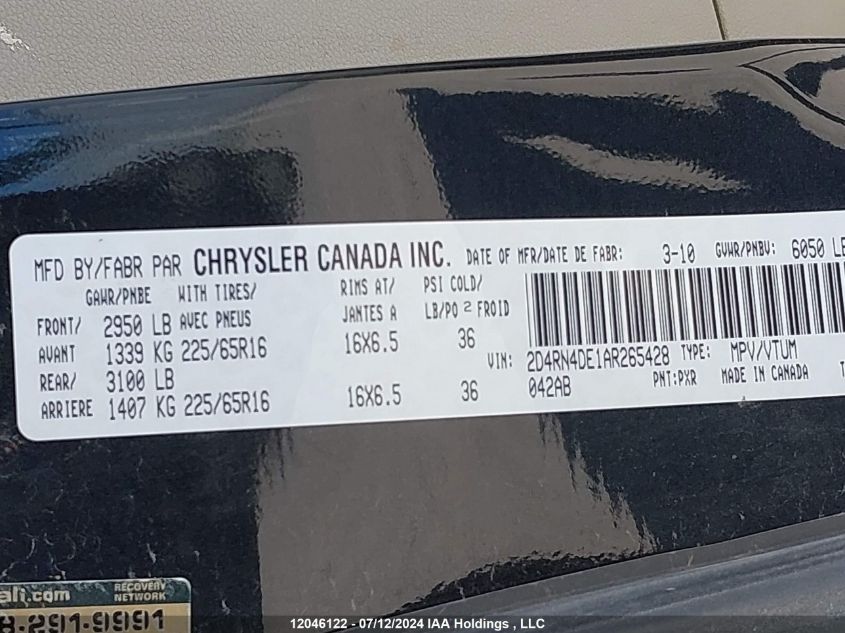 MFD BY/FABR PAR CHRYSLER CANADA INC. DATE OF MFR/DATE DE FABR: 3-10 GVWR/PNBV: 6050 LB
GAWR/PNBE WITH TIRES/ RIMS AT/ PSI COLD/
FRONT/ 2950 LB AVEC PNEUS JANTES A LB/PO 2 FROID
AVANT 1339 KG 225/65R16 16X6.5 36
REAR/ 3100 LB VIN: 2D4RN4DE1AR265428 TYPE: MPV/VTUM
ARRIERE 1407 KG 225/65R16 16X6.5 36 042AB PNT:PXR MADE IN CANADA
ali.com RECOVERY NETWORK
291-9991
12046122 - 07/12/2024 IAA Holdings , LLC